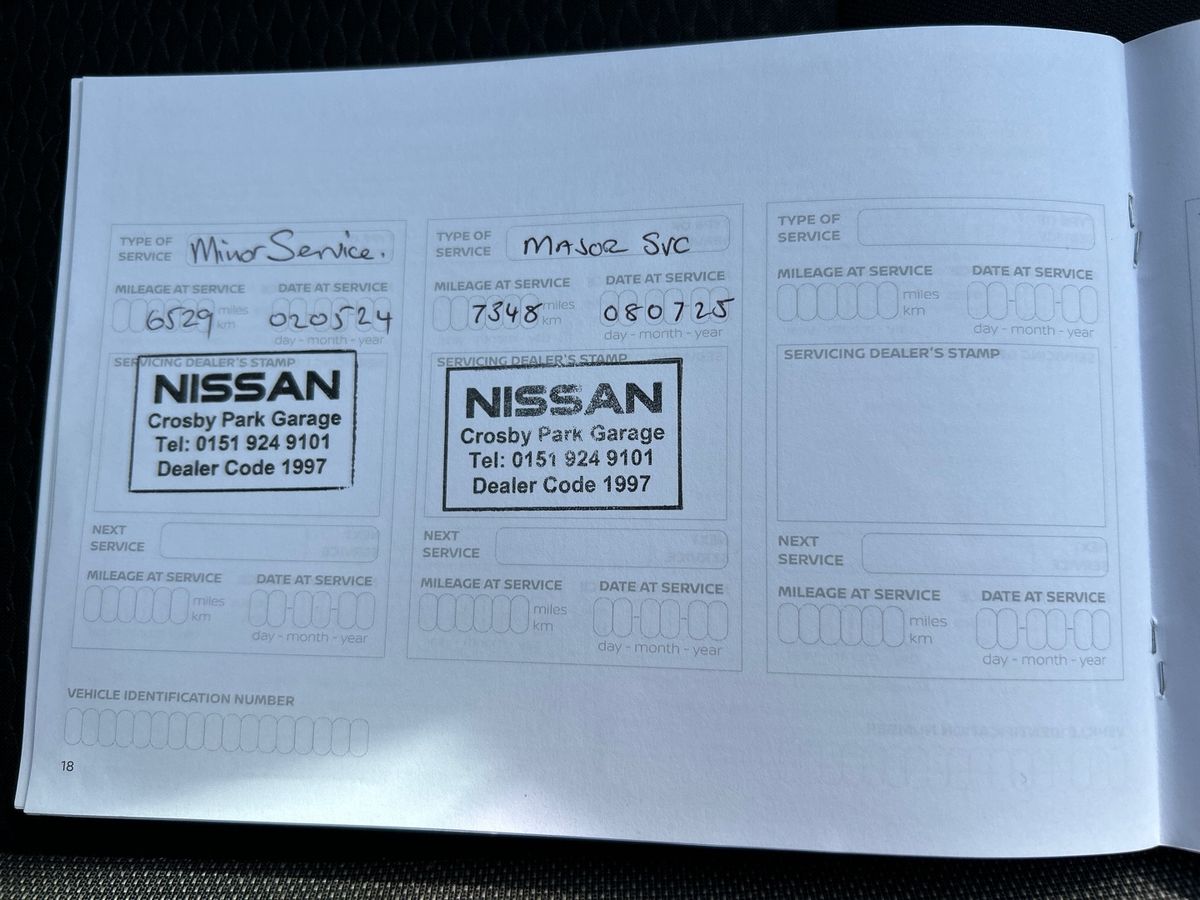 TYPE OF SERVICE Minor Service.
MILEAGE AT SERVICE DATE AT SERVICE
6529 miles km 020524
day - month - year
SERVICING DEALER'S STAMP
NISSAN
Crosby Park Garage
Tel: 0151 924 9101
Dealer Code 1997
NEXT SERVICE
MILEAGE AT SERVICE DATE AT SERVICE
miles km
day - month - year
TYPE OF SERVICE MAJOR SVC
MILEAGE AT SERVICE DATE AT SERVICE
7348 miles km 080725
day - month - year
SERVICING DEALER'S STAMP
NISSAN
Crosby Park Garage
Tel: 0151 924 9101
Dealer Code 1997
NEXT SERVICE
MILEAGE AT SERVICE DATE AT SERVICE
miles km
day - month - year
TYPE OF SERVICE
MILEAGE AT SERVICE DATE AT SERVICE
miles km
day - month - year
SERVICING DEALER'S STAMP
NEXT SERVICE
MILEAGE AT SERVICE DATE AT SERVICE
miles km
day - month - year
VEHICLE IDENTIFICATION NUMBER
18